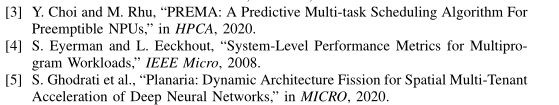 [3] Y. Choi and M. Rhu, “PREMA: A Predictive Multi-task Scheduling Algorithm For
Preemptible NPUs,” in HPCA, 2020.
[4] S. Eyerman and L. Eeckhout, “System-Level Performance Metrics for Multipro-
gram Workloads,” IEEE Micro, 2008.
[5] S. Ghodrati et al., “Planaria: Dynamic Architecture Fission for Spatial Multi-Tenant
Acceleration of Deep Neural Networks,” in MICRO, 2020.